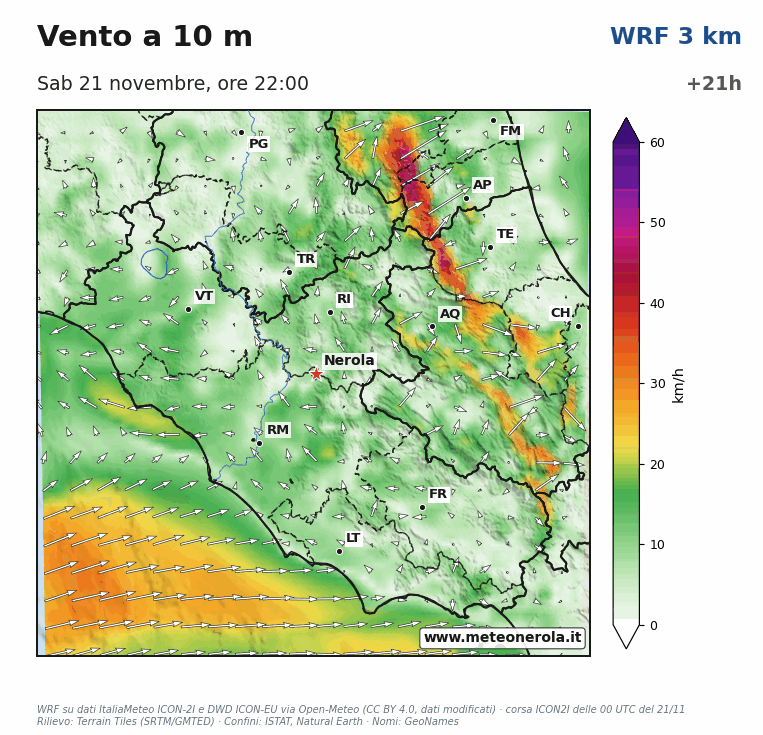 Vento a 10 m
WRF 3 km
Sab 21 novembre, ore 22:00
+21h
PG
FM
AP
TE
TR
VT
RI
AQ
CH
Nerola
RM
FR
LT
www.meteonerola.it
60
50
40
30
20
10
0
km/h
WRF su dati ItaliaMeteo ICON-2I e DWD ICON-EU via Open-Meteo (CC BY 4.0, dati modificati) · corsa ICON2I delle 00 UTC del 21/11
Rilievo: Terrain Tiles (SRTM/GMTED) · Confini: ISTAT, Natural Earth · Nomi: GeoNames